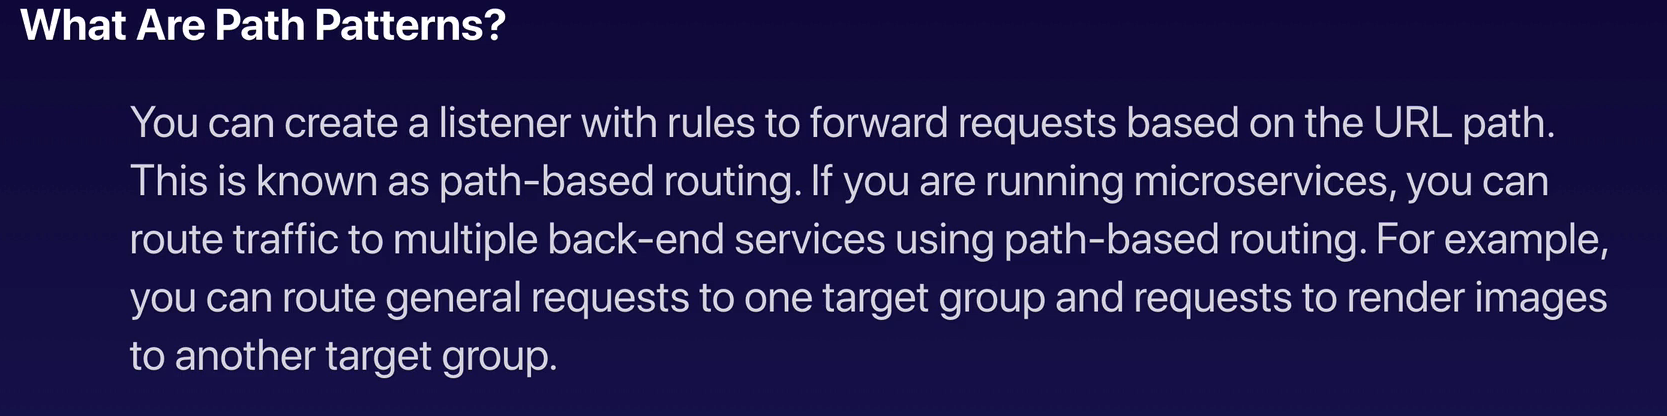 What Are Path Patterns?
You can create a listener with rules to forward requests based on the URL path.
This is known as path-based routing. If you are running microservices, you can
route traffic to multiple back-end services using path-based routing. For example,
you can route general requests to one target group and requests to render images
to another target group.